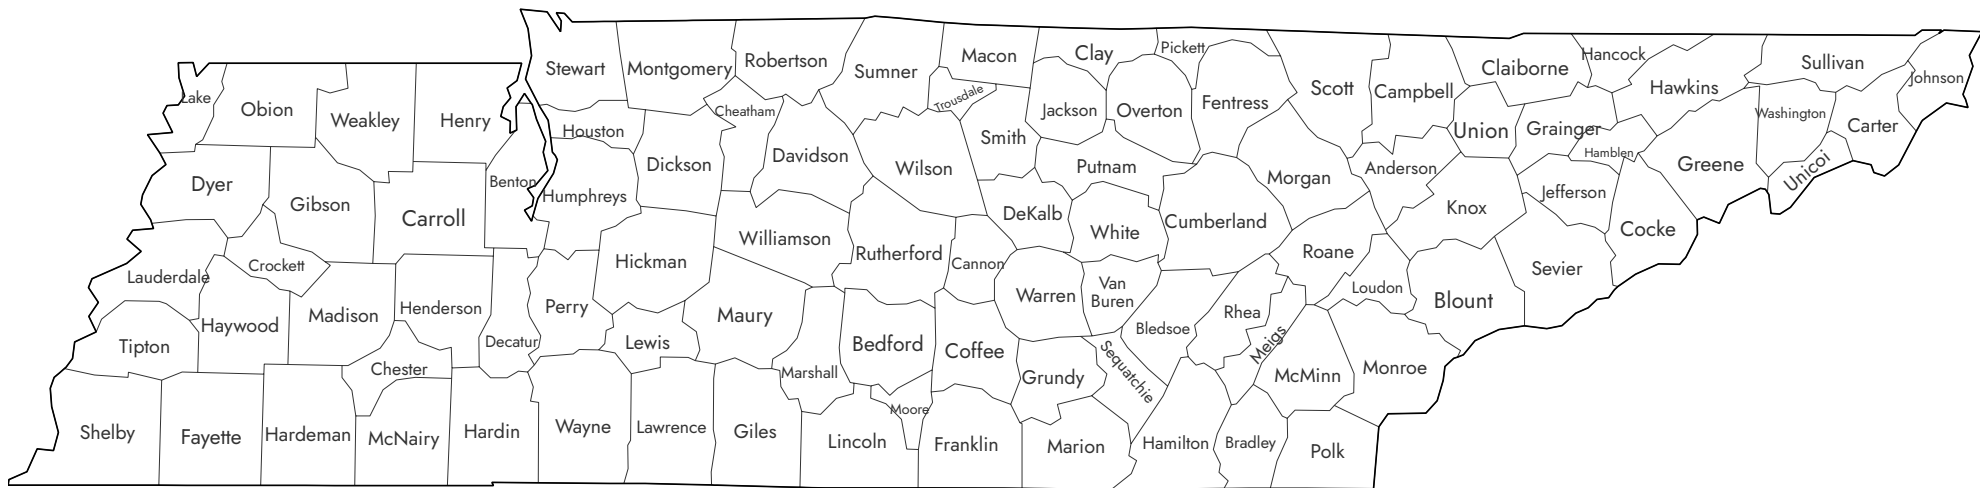 Lake
Obion
Weakley
Henry
Stewart
Montgomery
Robertson
Sumner
Macon
Clay
Pickett
Scott
Campbell
Claiborne
Hancock
Hawkins
Sullivan
Johnson
Trousdale
Cheatham
Houston
Jackson
Overton
Fentress
Union
Grainger
Hamblen
Washington
Carter
Unicoi
Greene
Dyer
Gibson
Carroll
Benton
Humphreys
Dickson
Davidson
Wilson
Smith
Putnam
Morgan
Anderson
Knox
Jefferson
Cocke
Lauderdale
Crockett
Hickman
Williamson
Rutherford
Cannon
DeKalb
White
Cumberland
Roane
Loudon
Blount
Sevier
Tipton
Haywood
Madison
Henderson
Decatur
Perry
Lewis
Maury
Marshall
Bedford
Coffee
Warren
Van
Buren
Bledsoe
Rhea
Meigs
Sequatchie
Grundy
McMinn
Monroe
Chester
Shelby
Fayette
Hardeman
McNairy
Hardin
Wayne
Lawrence
Giles
Lincoln
Moore
Franklin
Marion
Hamilton
Bradley
Polk